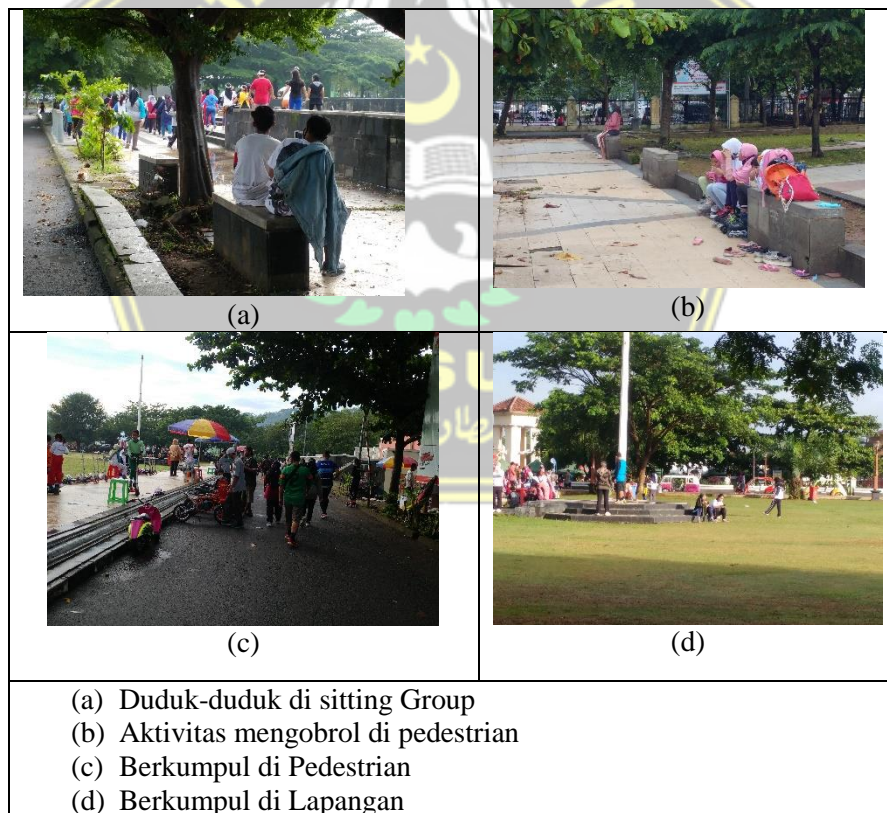 (a)
(b)
(c)
(d)
(a) Duduk-duduk di sitting Group
(b) Aktivitas mengobrol di pedestrian
(c) Berkumpul di Pedestrian
(d) Berkumpul di Lapangan